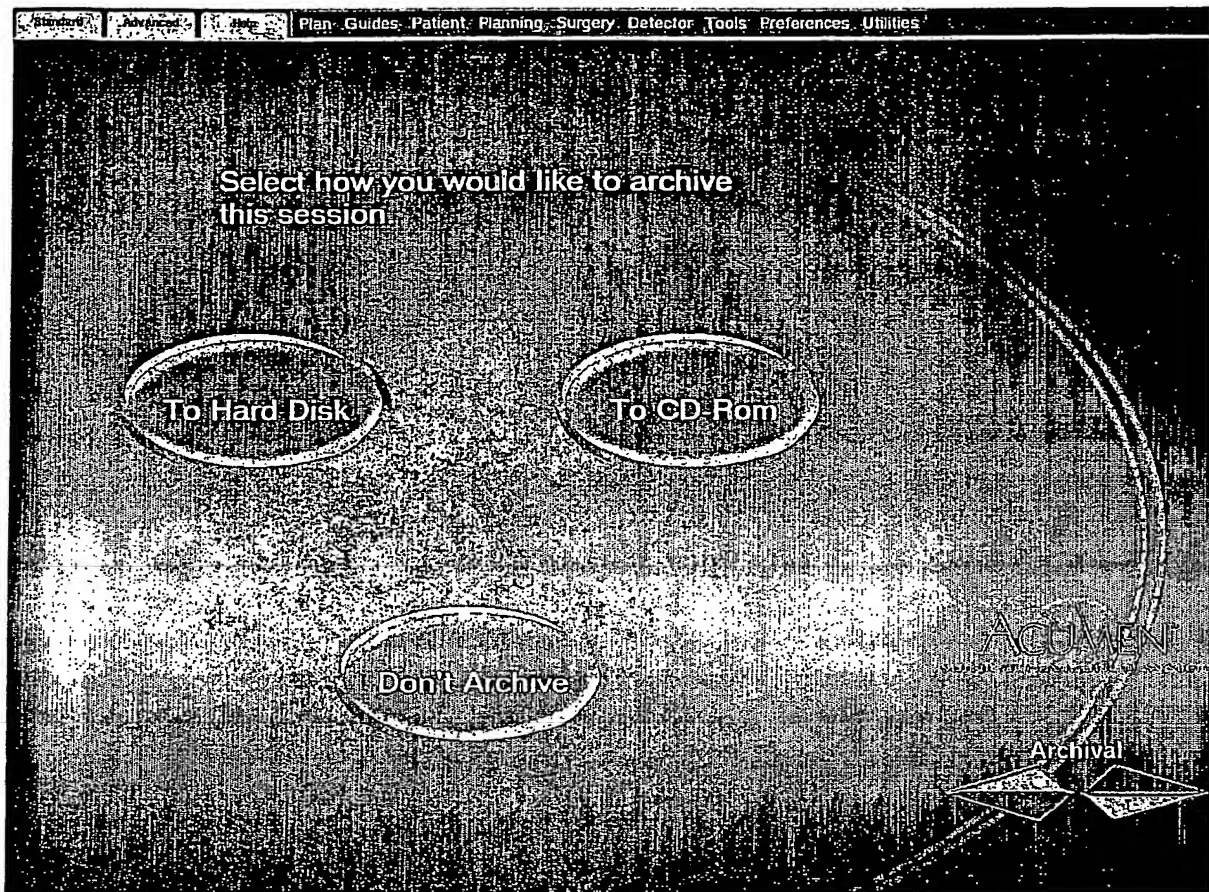 Standard Advanced Help Plan Guides Patient Planning Surgery Detector Tools Preferences Utilities
Select how you would like to archive
this session
To Hard Disk
To CD-Rom
Don't Archive
ACUMEN
Archival